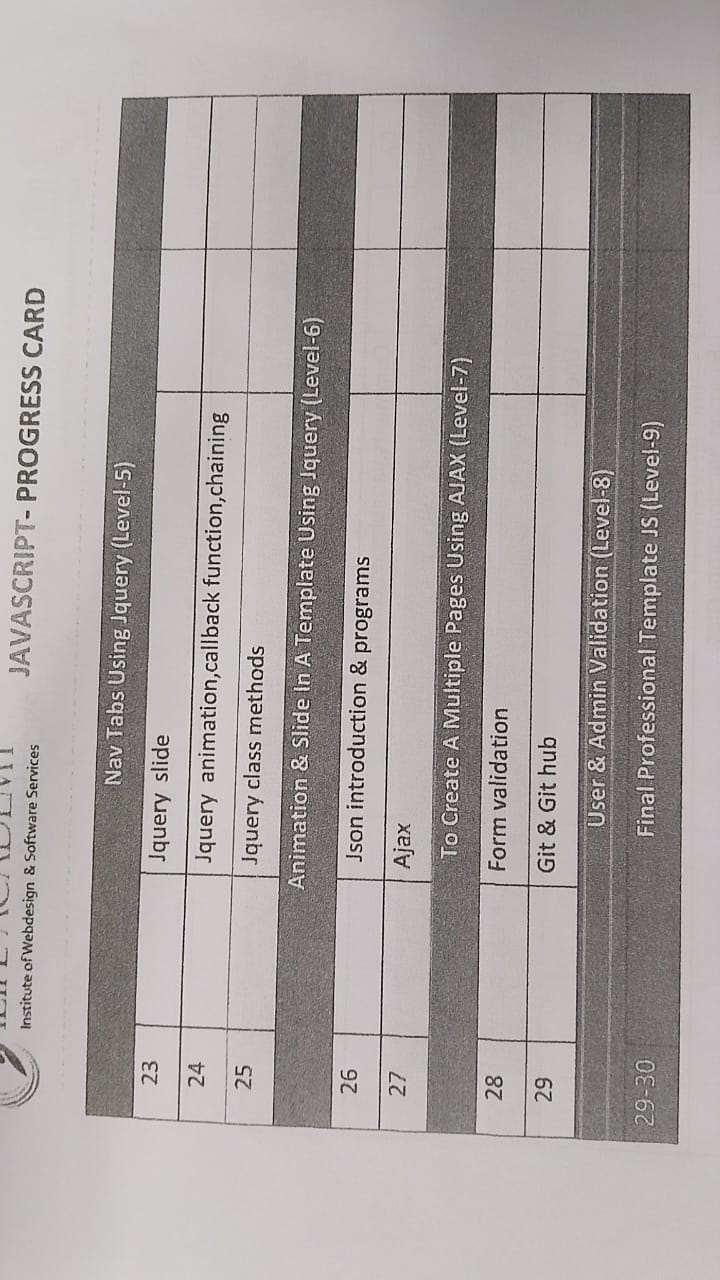 JAVASCRIPT- PROGRESS CARD
Institute of Webdesign & Software Services
Nav Tabs Using Jquery (Level-5)
23 Jquery slide
24 Jquery animation,callback function,chaining
25 Jquery class methods
Animation & Slide In A Template Using Jquery (Level-6)
26 Json introduction & programs
27 Ajax
To Create A Multiple Pages Using AJAX (Level-7)
28 Form validation
29 Git & Git hub
User & Admin Validation (Level-8)
29-30 Final Professional Template JS (Level-9)